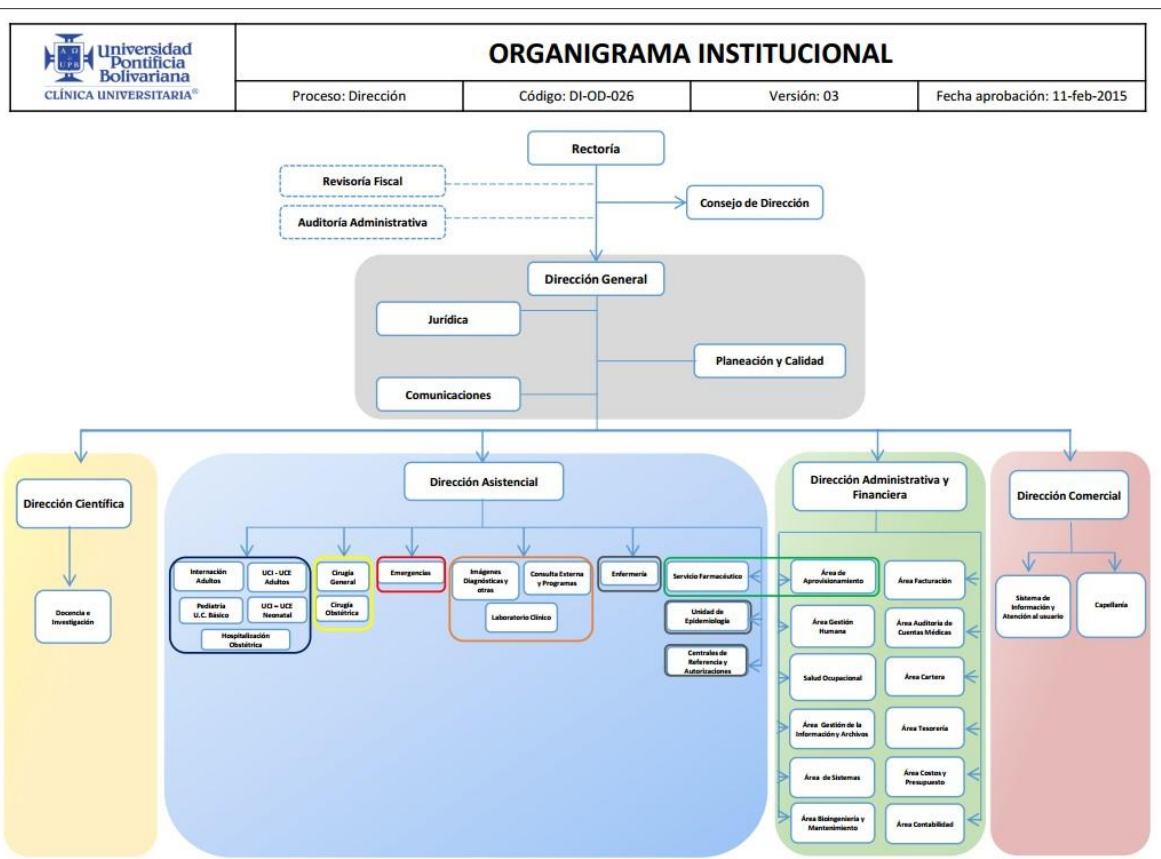 Universidad
Pontificia
Bolivariana
CLÍNICA UNIVERSITARIA®
ORGANIGRAMA INSTITUCIONAL
Proceso: Dirección
Código: DI-OD-026
Versión: 03
Fecha aprobación: 11-feb-2015
Rectoría
Revisoría Fiscal
Consejo de Dirección
Auditoría Administrativa
Dirección General
Jurídica
Planeación y Calidad
Comunicaciones
Dirección Científica
Docencia e
Investigación
Dirección Asistencial
Internación
Adultos
UCI - UCE
Adultos
Pediatría
U.C. Básico
UCI - UCE
Neonatal
Hospitalización
Obstétrica
Cirugía
General
Cirugía
Obstétrica
Emergencias
Imágenes
Diagnósticas y
otras
Consulta Externa
y Programas
Laboratorio Clínico
Enfermería
Servicio Farmacéutico
Unidad de
Epidemiología
Centrales de
Referencia y
Autorizaciones
Dirección Administrativa y
Financiera
Área de
Aprovisionamiento
Área Facturación
Área Gestión
Humana
Área Auditoria de
Cuentas Médicas
Salud Ocupacional
Área Cartera
Área Gestión de la
Información y Archivos
Área Tesorería
Área de Sistemas
Área Costos y
Presupuesto
Área Bioingeniería y
Mantenimiento
Área Contabilidad
Dirección Comercial
Sistema de
Información y
Atención al usuario
Capellanía